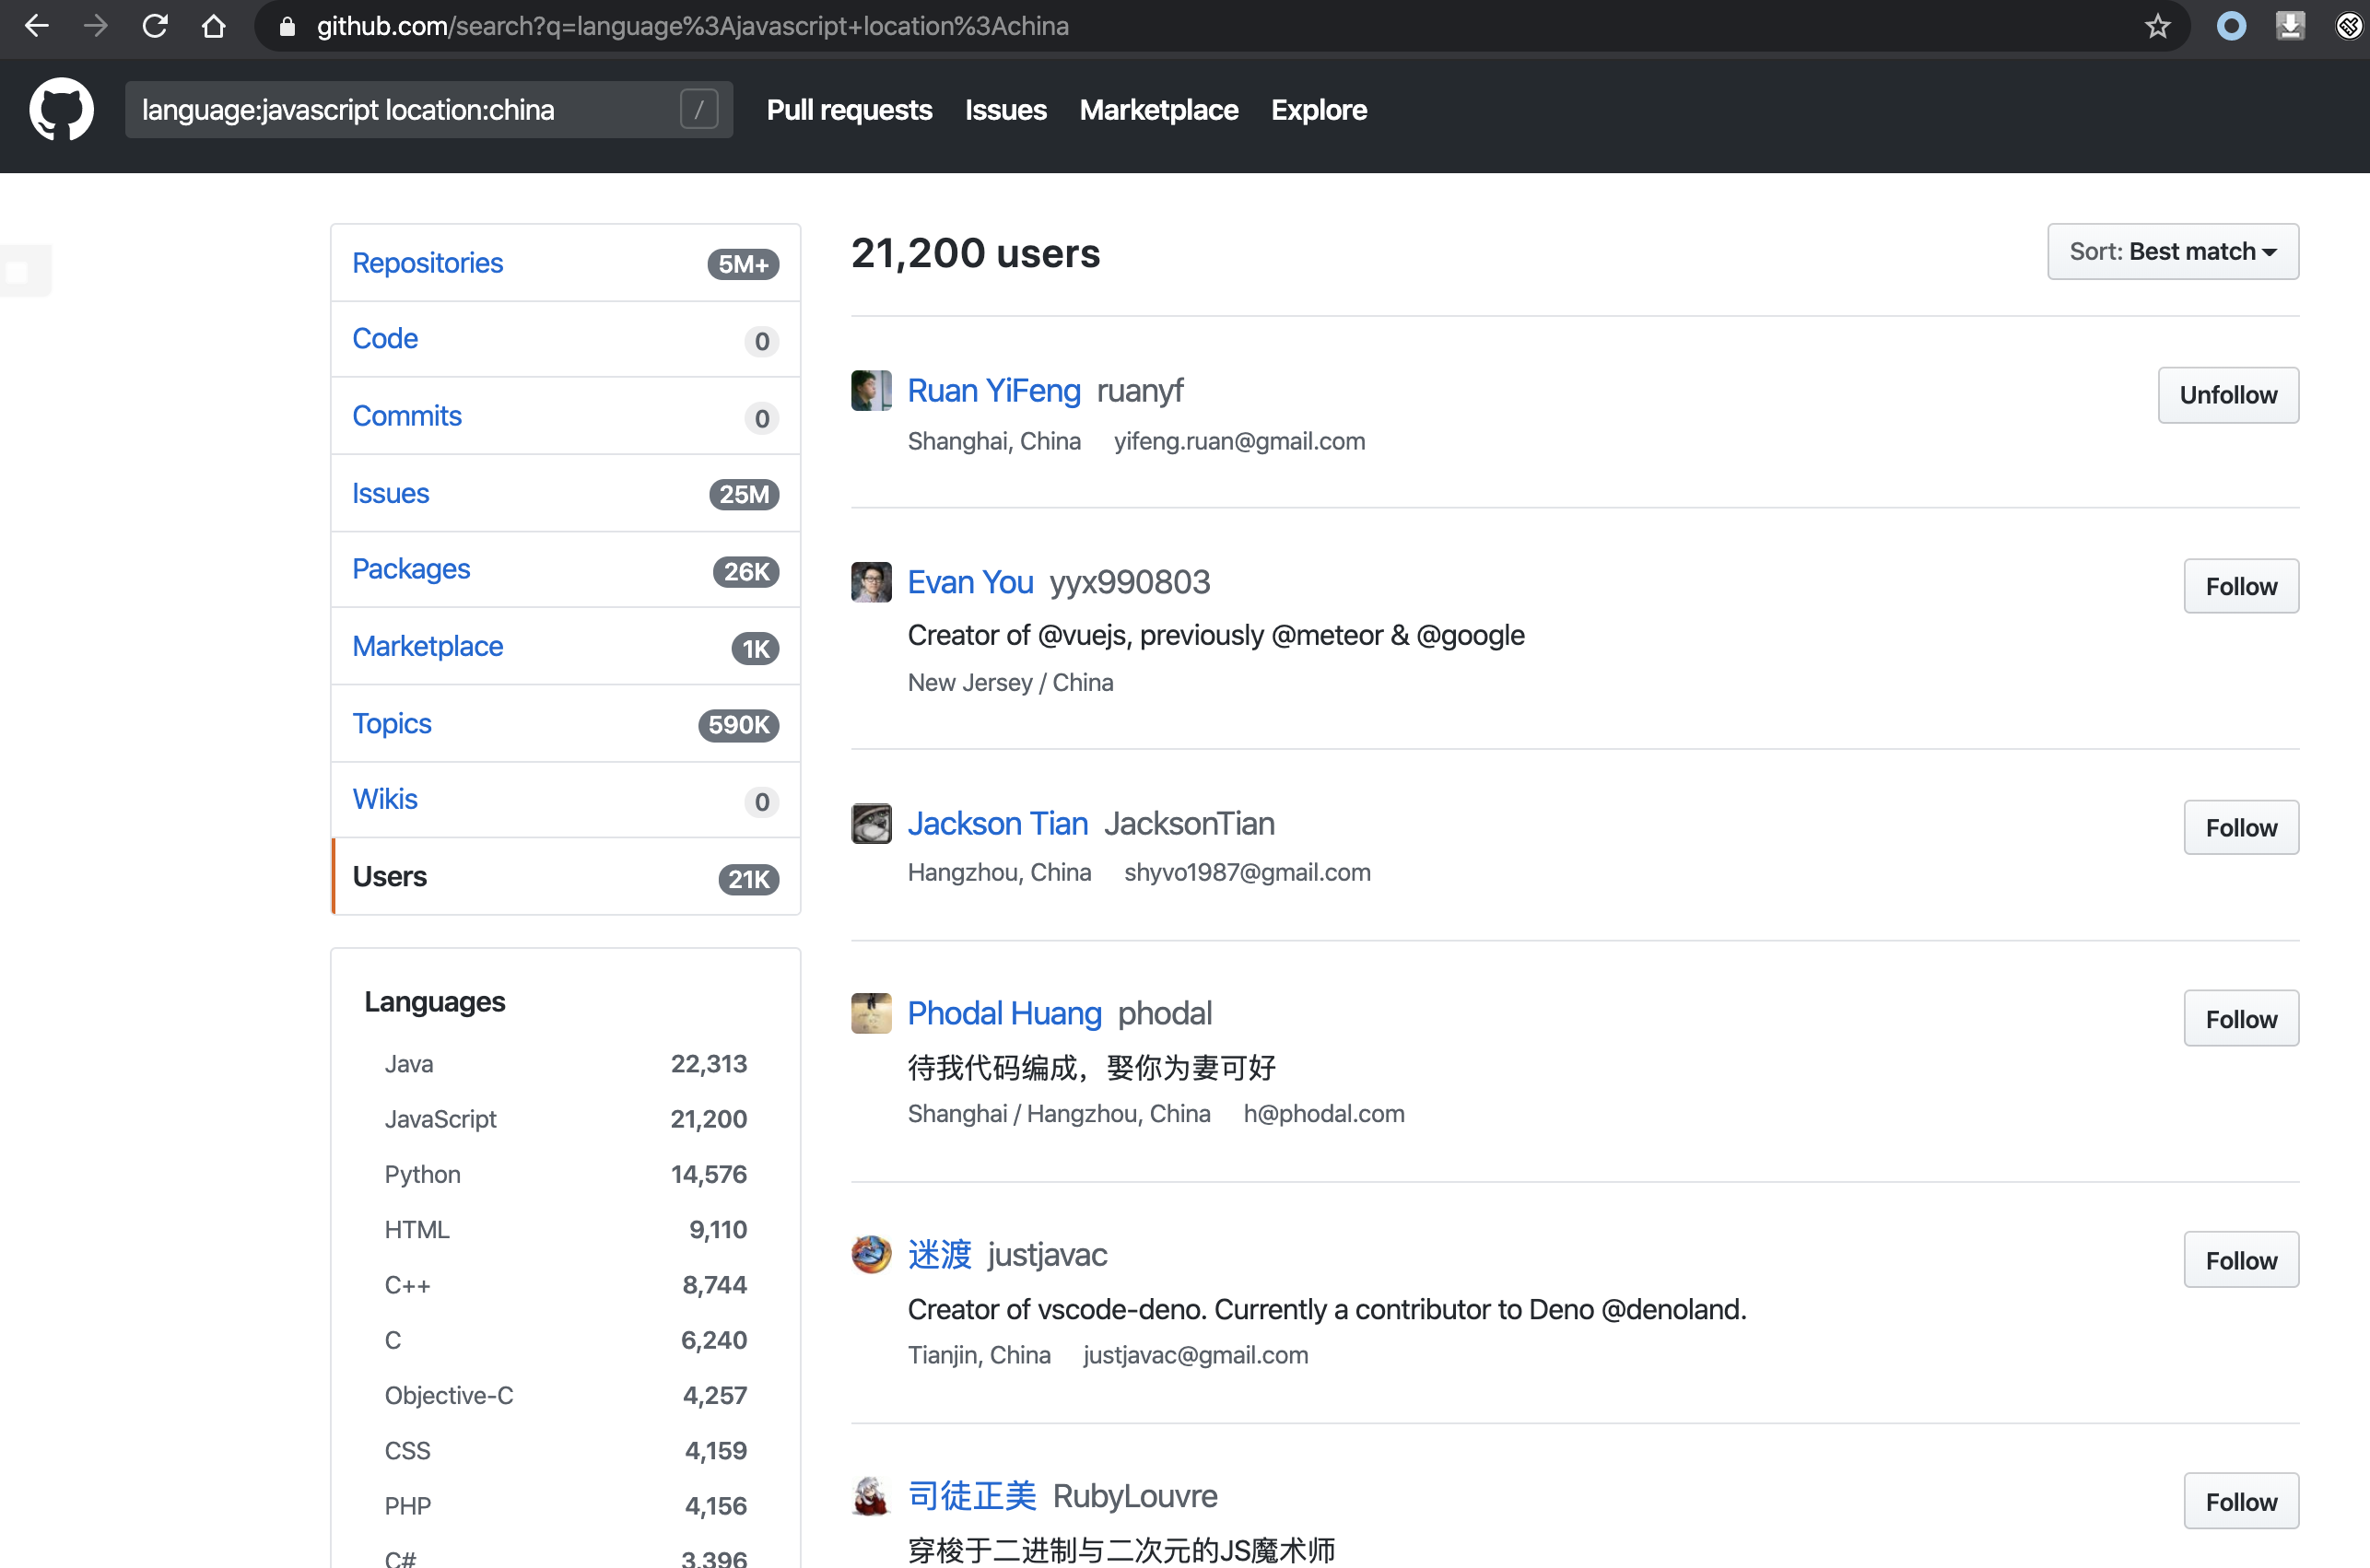 github.com/search?q=language%3Ajavascript+location%3Achina
language:javascript location:china /
Pull requests Issues Marketplace Explore
Repositories 5M+
Code 0
Commits 0
Issues 25M
Packages 26K
Marketplace 1K
Topics 590K
Wikis 0
Users 21K
Languages
Java 22,313
JavaScript 21,200
Python 14,576
HTML 9,110
C++ 8,744
C 6,240
Objective-C 4,257
CSS 4,159
PHP 4,156
C# 3,396
21,200 users
Sort: Best match
Ruan YiFeng ruanyf
Unfollow
Shanghai, China yifeng.ruan@gmail.com
Evan You yyx990803
Follow
Creator of @vuejs, previously @meteor & @google
New Jersey / China
Jackson Tian JacksonTian
Follow
Hangzhou, China shyvo1987@gmail.com
Phodal Huang phodal
Follow
待我代码编成，娶你为妻可好
Shanghai / Hangzhou, China h@phodal.com
迷渡 justjavac
Follow
Creator of vscode-deno. Currently a contributor to Deno @denoland.
Tianjin, China justjavac@gmail.com
司徒正美 RubyLouvre
Follow
穿梭于二进制与二次元的JS魔术师